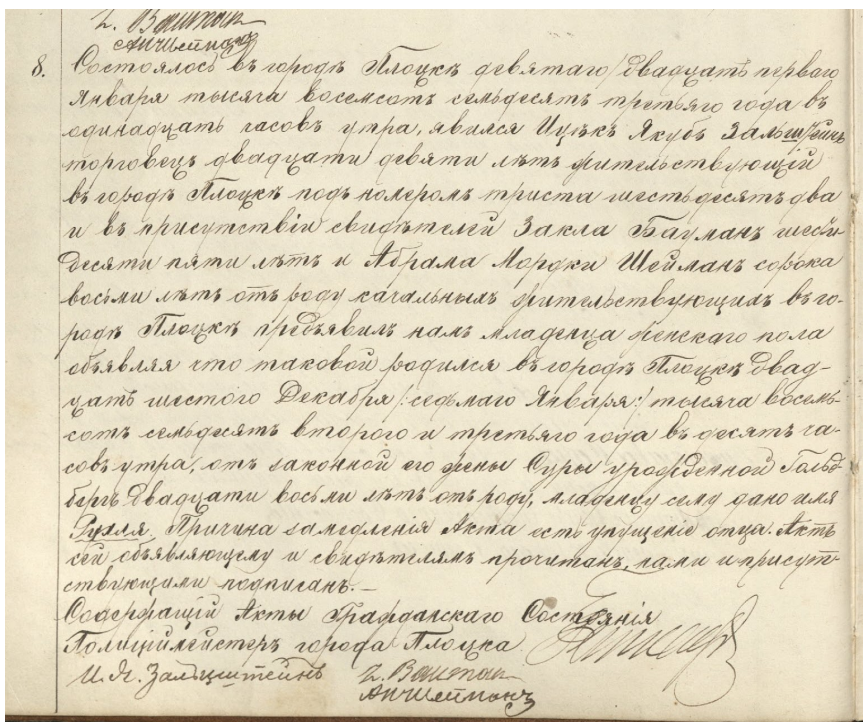 8. Состоялось въ городѣ Плоцкѣ девятаго / двадцать перваго
Января тысяча восемсотъ семьдесятъ третьяго года въ
одинадцать часовъ утра, явился Ицекъ Якубъ
торговецъ двадцати девяти лѣтъ жительствующій
въ городѣ Плоцкѣ подъ номеромъ триста шестьдесятъ два
и въ присутствіи свидѣтелей Закла Бауманъ шесть-
десяти пяти лѣтъ и Абрама Мордки Шейманъ сорока
восьми лѣтъ отъ роду жительствующихъ въ го-
родѣ Плоцкѣ предъявилъ намъ младенца женскаго пола
объявляя что таковой родился въ городѣ Плоцкѣ двад-
цать шестого Декабря /:седьмаго Января:/ тысяча восемь-
сотъ семьдесятъ второго и третьяго года въ десять ча-
совъ утра, отъ законной его жены Суры урожденной Гольд-
бергъ двадцати восьми лѣтъ отъ роду, младенцу сему дано имя
Рухля. Причина замедленія Акта есть упущеніе отца. Актъ
сей объявляющему и свидѣтелямъ прочитанъ, нами и присут-
ствующими подписанъ.—
Содержащій Акты Гражданскаго Состоянія
Полиціймейстеръ города Плоцка
И. Я. Зальцштейнъ